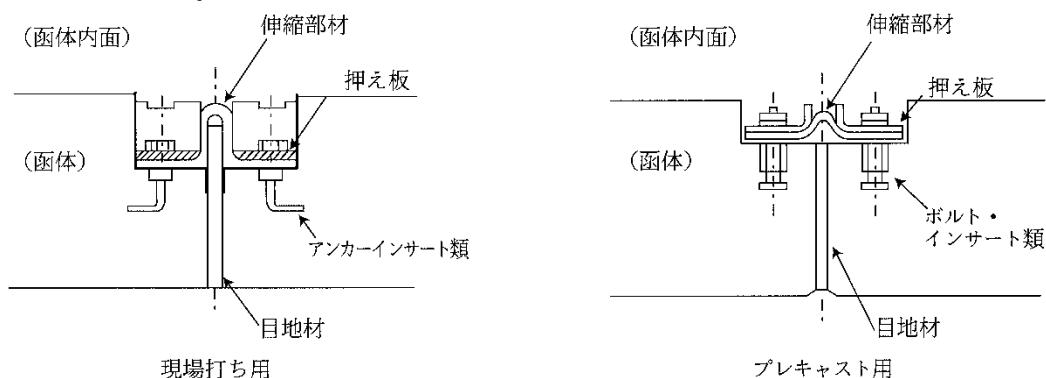 (函体内面)
伸縮部材
押え板
(函体)
アンカーインサート類
目地材
現場打ち用
(函体内面)
伸縮部材
押え板
(函体)
ボルト・
インサート類
目地材
プレキャスト用